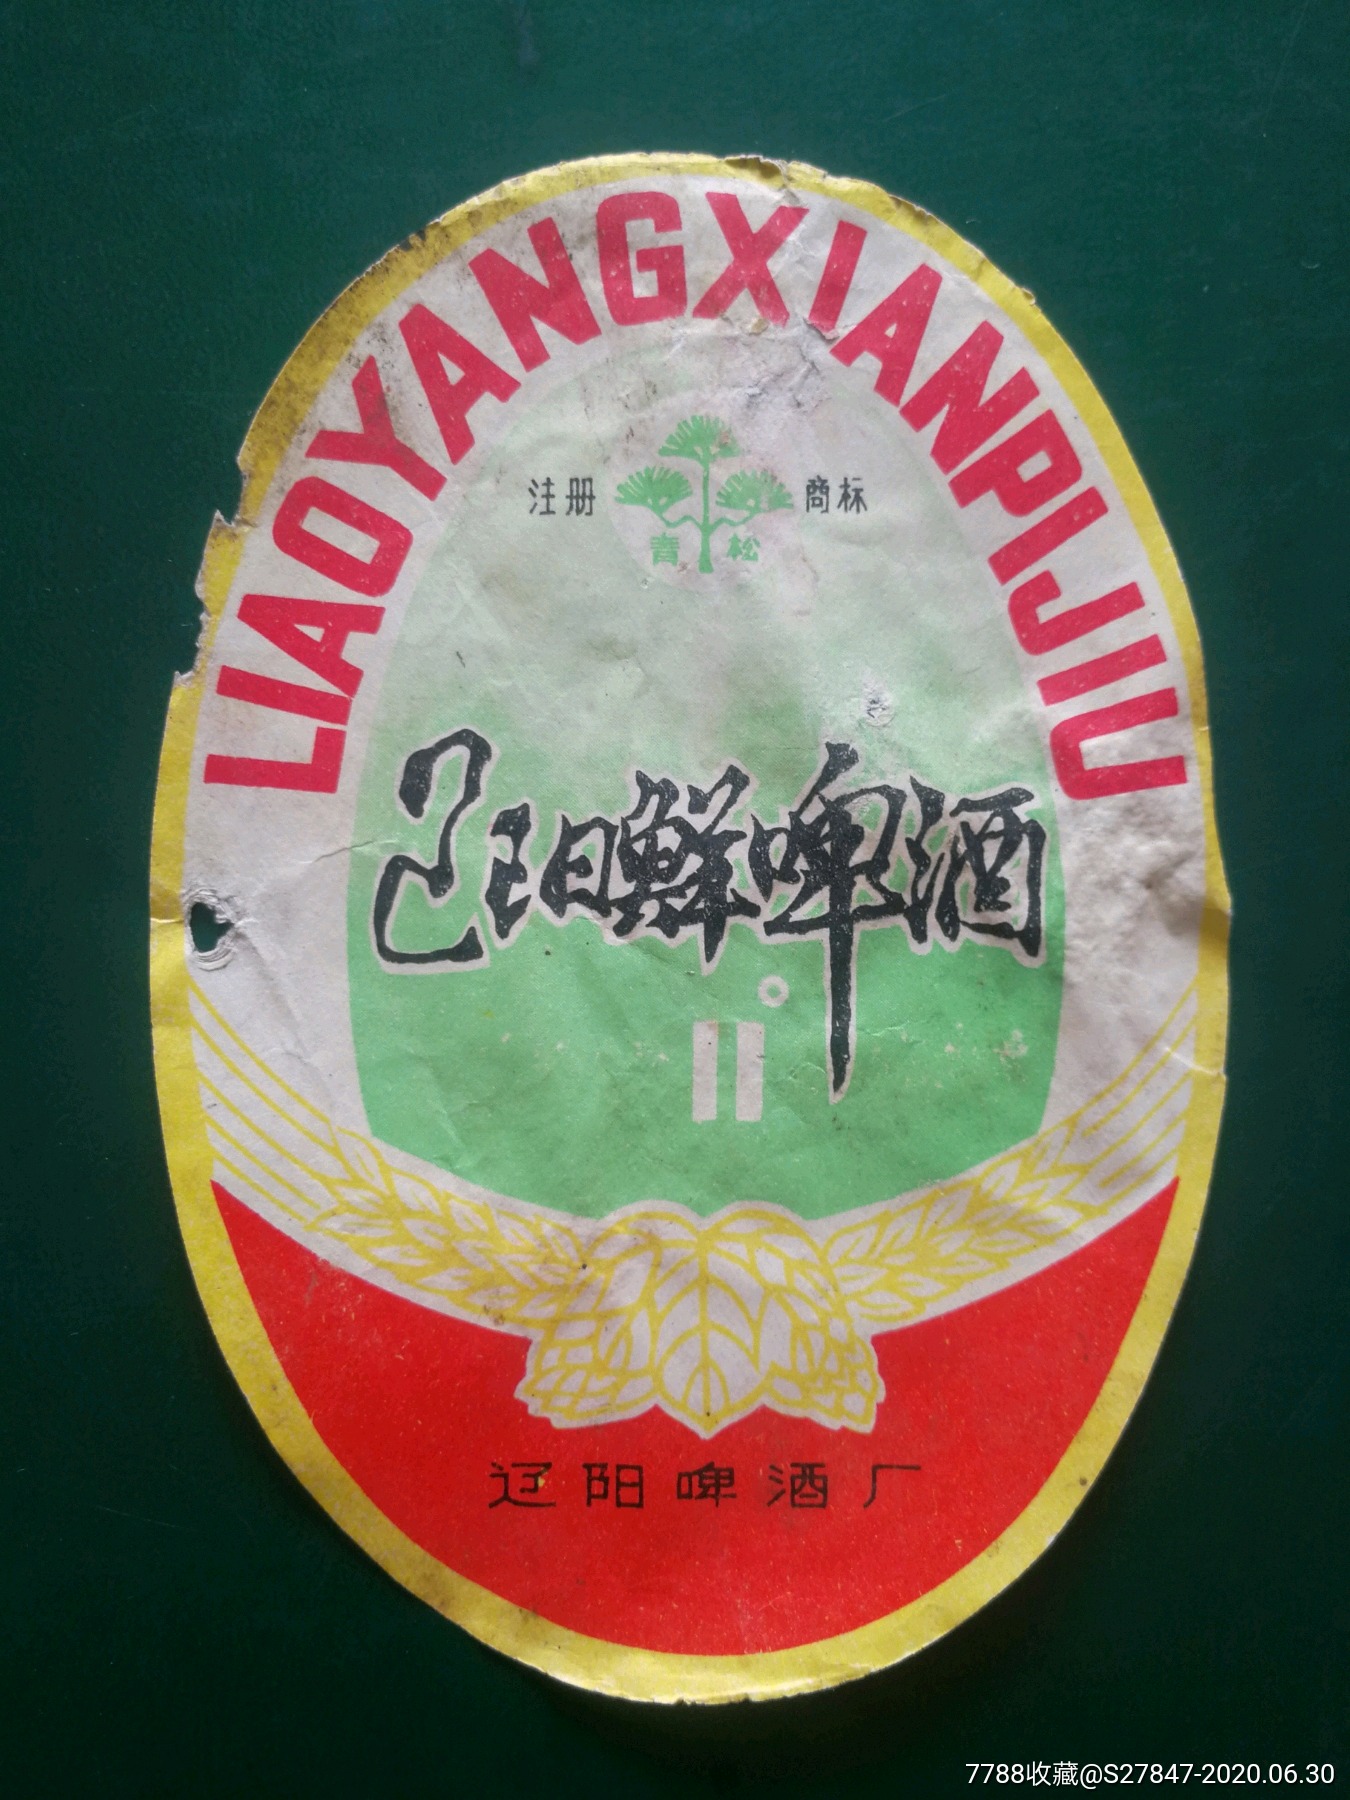 LIAOYANGXIANPIJIU
注册 商标
青松
辽阳鲜啤酒
11°
辽阳啤酒厂
7788收藏@S27847-2020.06.30